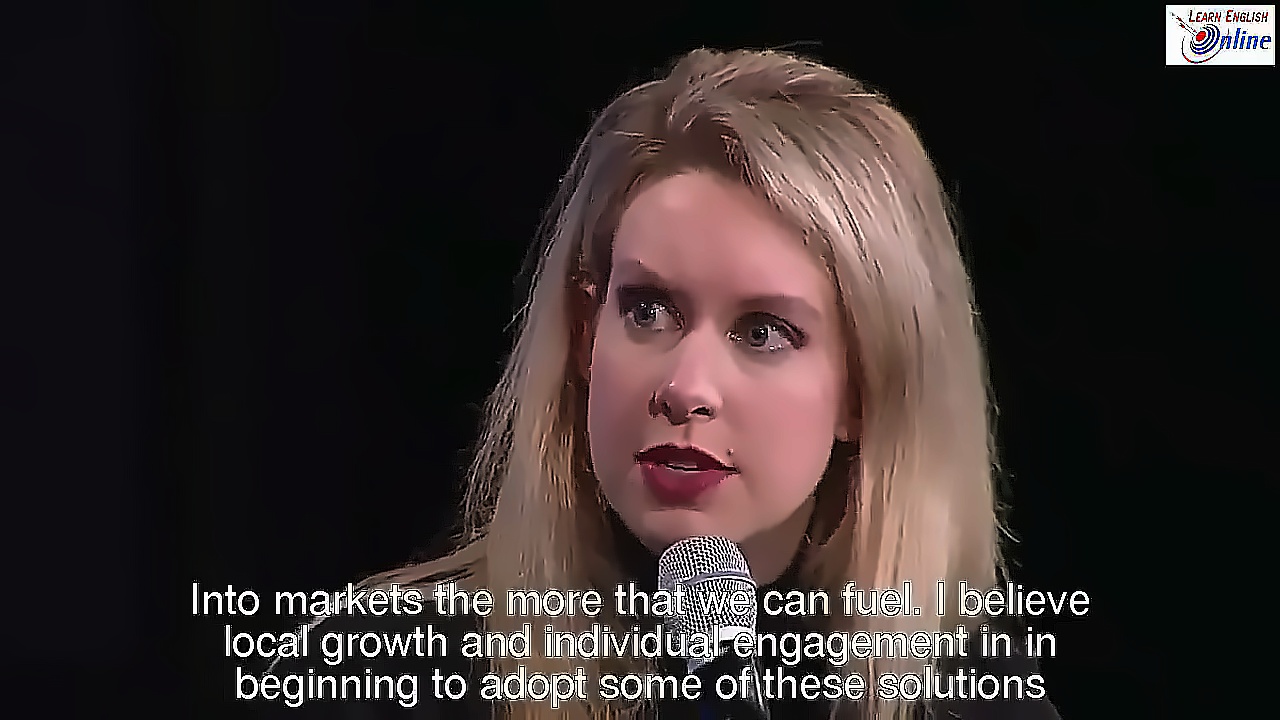 LEARN ENGLISH
Online
Into markets the more that we can fuel. I believe
local growth and individual engagement in in
beginning to adopt some of these solutions